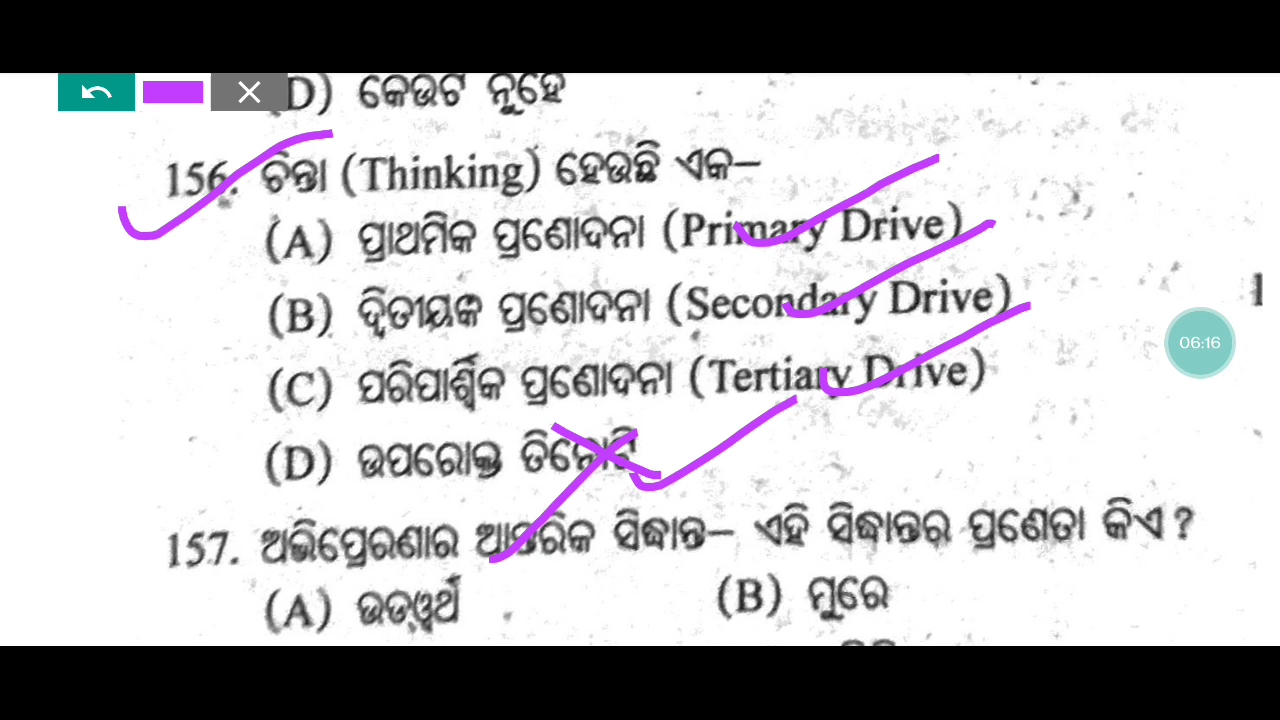 (D) କେଉଟି ନୁହେଁ
156. ଚିନ୍ତା (Thinking) ହେଉଛି ଏକ–
(A) ପ୍ରାଥମିକ ପ୍ରଣୋଦନା (Primary Drive)
(B) ଦ୍ଵିତୀୟଙ୍କ ପ୍ରଣୋଦନା (Secondary Drive)
(C) ପରିପାର୍ଶ୍ଵିକ ପ୍ରଣୋଦନା (Tertiary Drive)
06:16
(D) ଉପରୋକ୍ତ ତିନୋଟି
157. ଅଭିପ୍ରେରଣାର ଆନ୍ତରିକ ସିଦ୍ଧାନ୍ତ– ଏହି ସିଦ୍ଧାନ୍ତର ପ୍ରଣେତା କିଏ ?
(A) ଉଡ୍‌ୱର୍ଥ (B) ମୁରେ